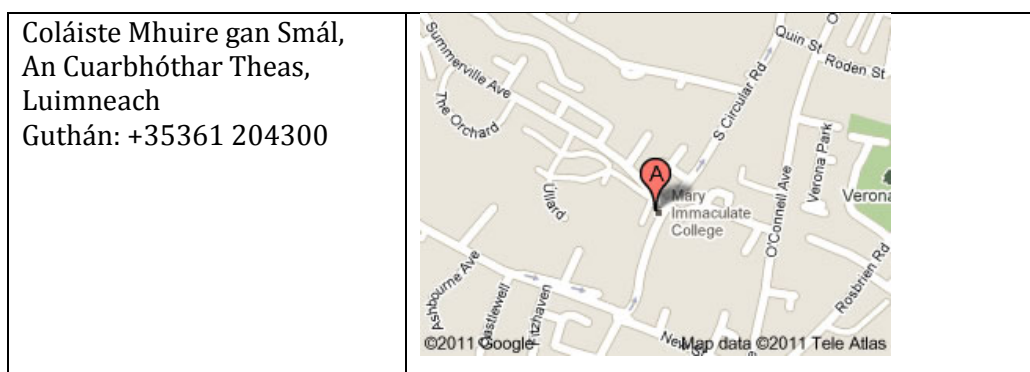 Coláiste Mhuire gan Smál,
An Cuarbhóthar Theas,
Luimneach
Guthán: +35361 204300
Quin St
Roden St
Summerville Ave
The Orchard
S Circular Rd
Úllard
A
Mary
Immaculate
College
O'Connell Ave
Verona Park
Verona
Rosbrien Rd
Ashbourne Ave
Fitzhaven
©2011 Google
Map data ©2011 Tele Atlas